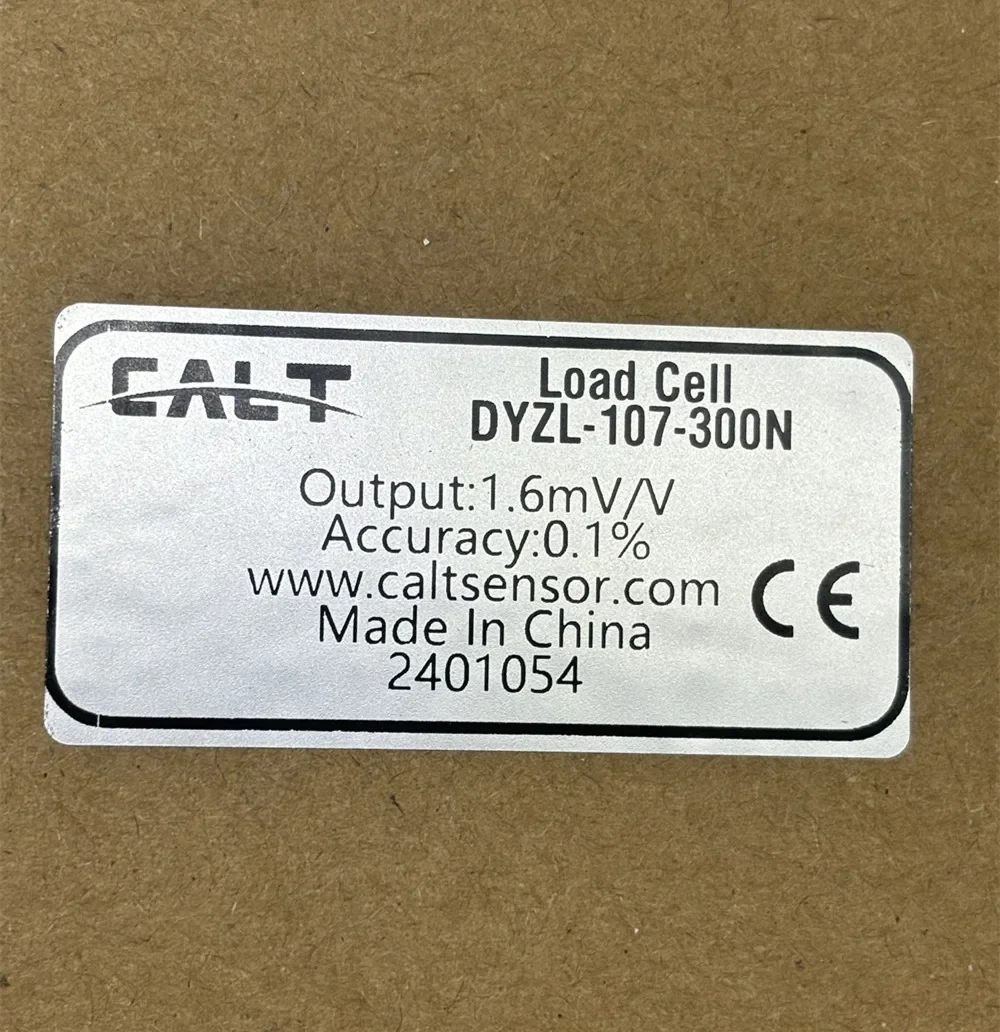 CALT
Load Cell
DYZL-107-300N
Output:1.6mV/V
Accuracy:0.1%
www.caltsensor.com
CE
Made In China
2401054